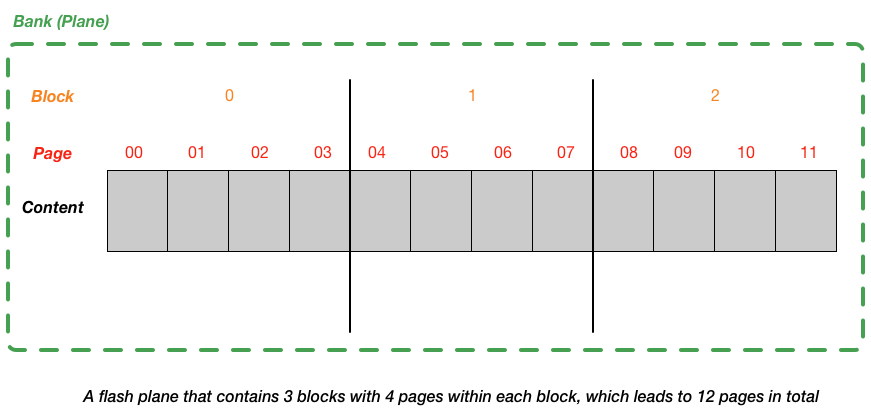 Bank (Plane)
Block 0 1 2
Page 00 01 02 03 04 05 06 07 08 09 10 11
Content
A flash plane that contains 3 blocks with 4 pages within each block, which leads to 12 pages in total